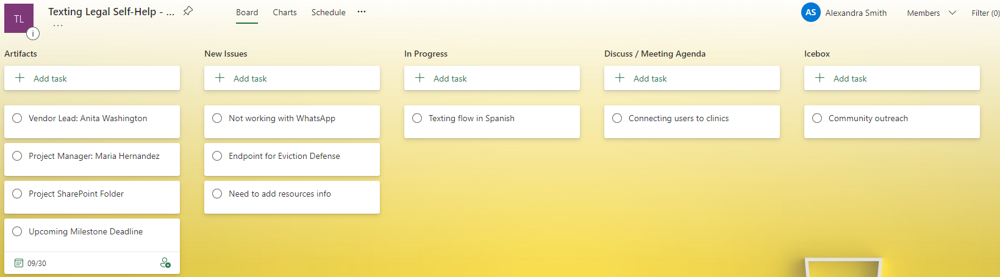 TL
Texting Legal Self-Help - ...
Board
Charts
Schedule
AS
Alexandra Smith
Members
Filter (0)
Artifacts
Add task
Vendor Lead: Anita Washington
Project Manager: Maria Hernandez
Project SharePoint Folder
Upcoming Milestone Deadline
09/30
New Issues
Add task
Not working with WhatsApp
Endpoint for Eviction Defense
Need to add resources info
In Progress
Add task
Texting flow in Spanish
Discuss / Meeting Agenda
Add task
Connecting users to clinics
Icebox
Add task
Community outreach